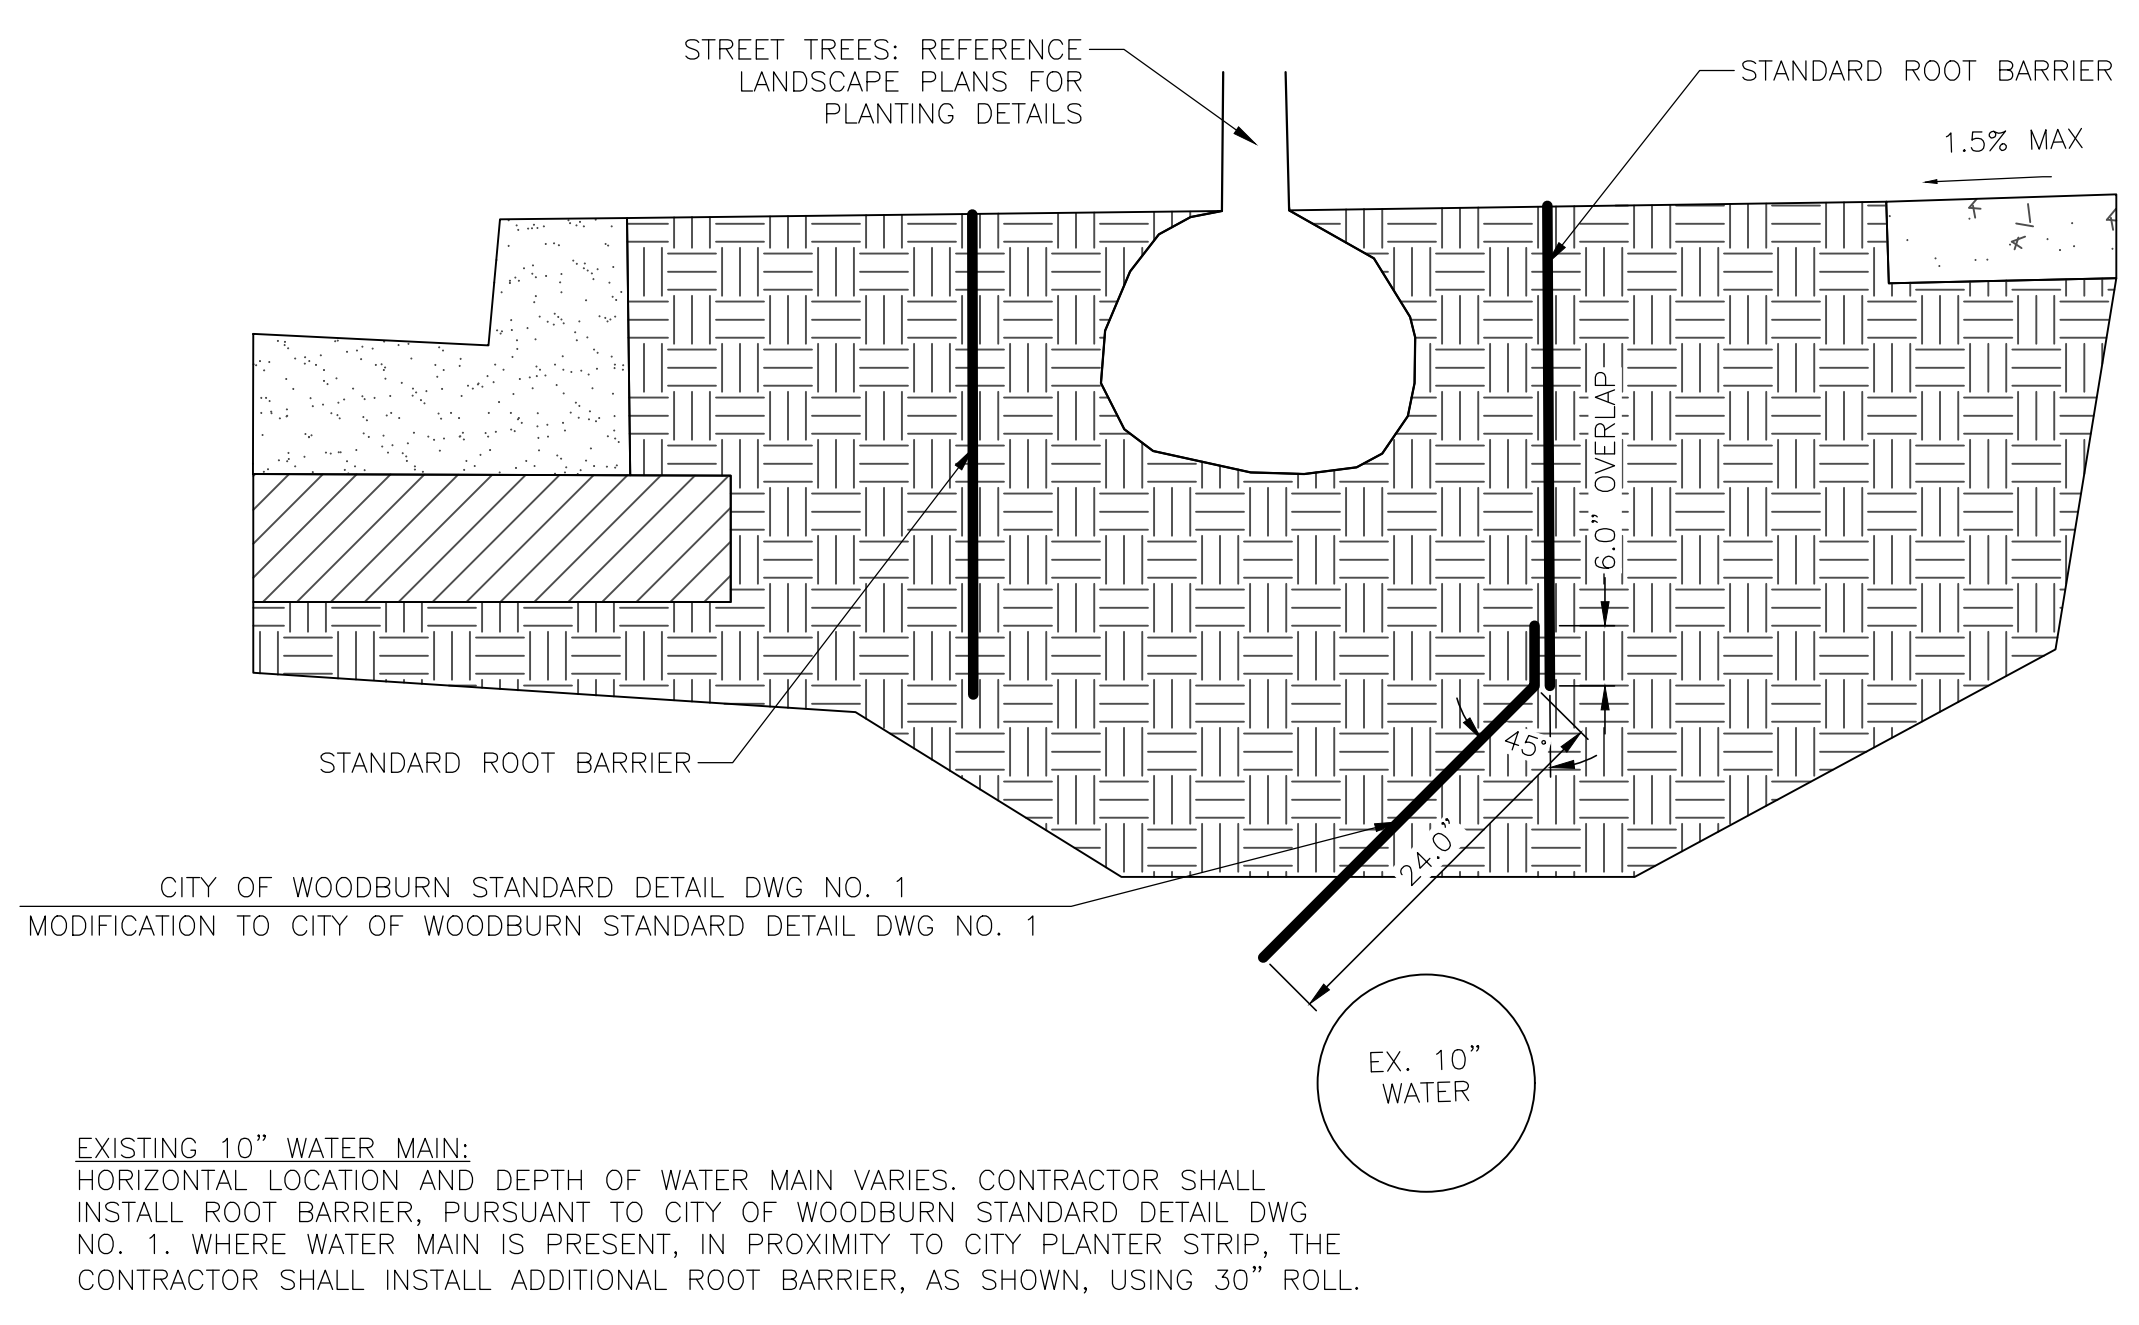 STREET TREES: REFERENCE
LANDSCAPE PLANS FOR
PLANTING DETAILS
STANDARD ROOT BARRIER
1.5% MAX
6.0” OVERLAP
45°
24.0”
STANDARD ROOT BARRIER
CITY OF WOODBURN STANDARD DETAIL DWG NO. 1
MODIFICATION TO CITY OF WOODBURN STANDARD DETAIL DWG NO. 1
EX. 10”
WATER
EXISTING 10” WATER MAIN:
HORIZONTAL LOCATION AND DEPTH OF WATER MAIN VARIES. CONTRACTOR SHALL
INSTALL ROOT BARRIER, PURSUANT TO CITY OF WOODBURN STANDARD DETAIL DWG
NO. 1. WHERE WATER MAIN IS PRESENT, IN PROXIMITY TO CITY PLANTER STRIP, THE
CONTRACTOR SHALL INSTALL ADDITIONAL ROOT BARRIER, AS SHOWN, USING 30” ROLL.